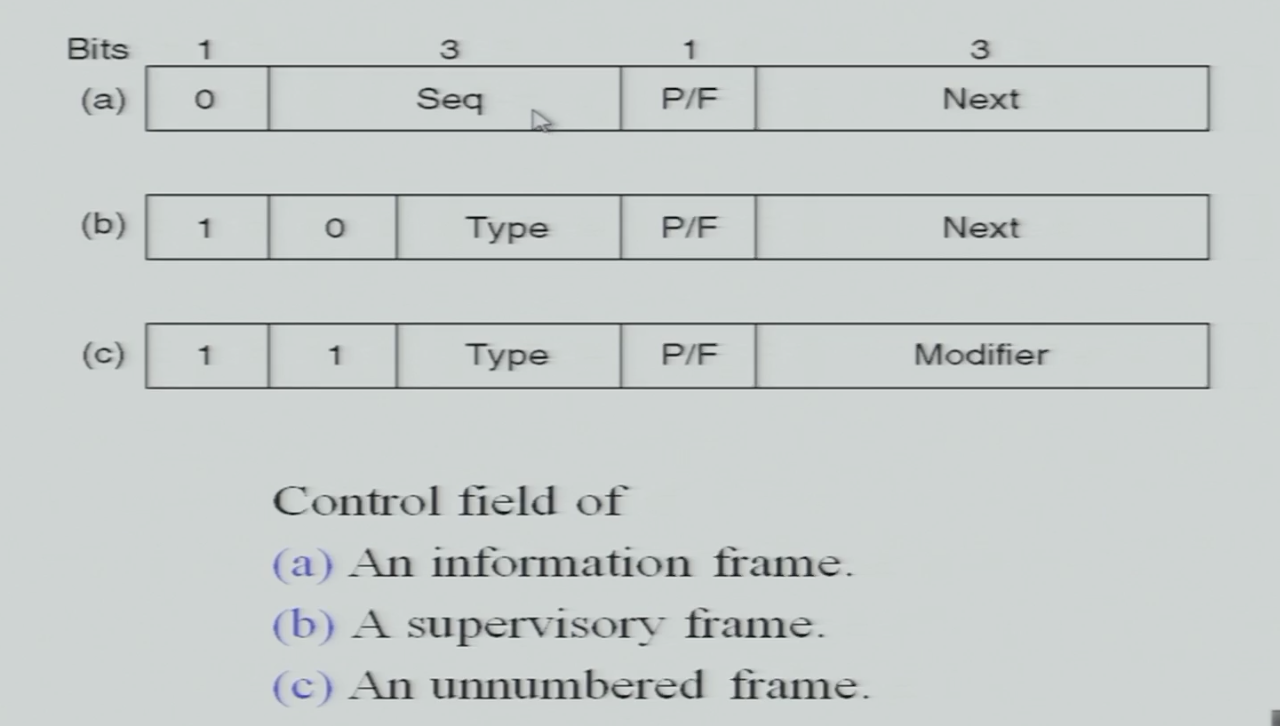 Bits 1 3 1 3
(a) 0 Seq P/F Next
(b) 1 0 Type P/F Next
(c) 1 1 Type P/F Modifier
Control field of
(a) An information frame.
(b) A supervisory frame.
(c) An unnumbered frame.